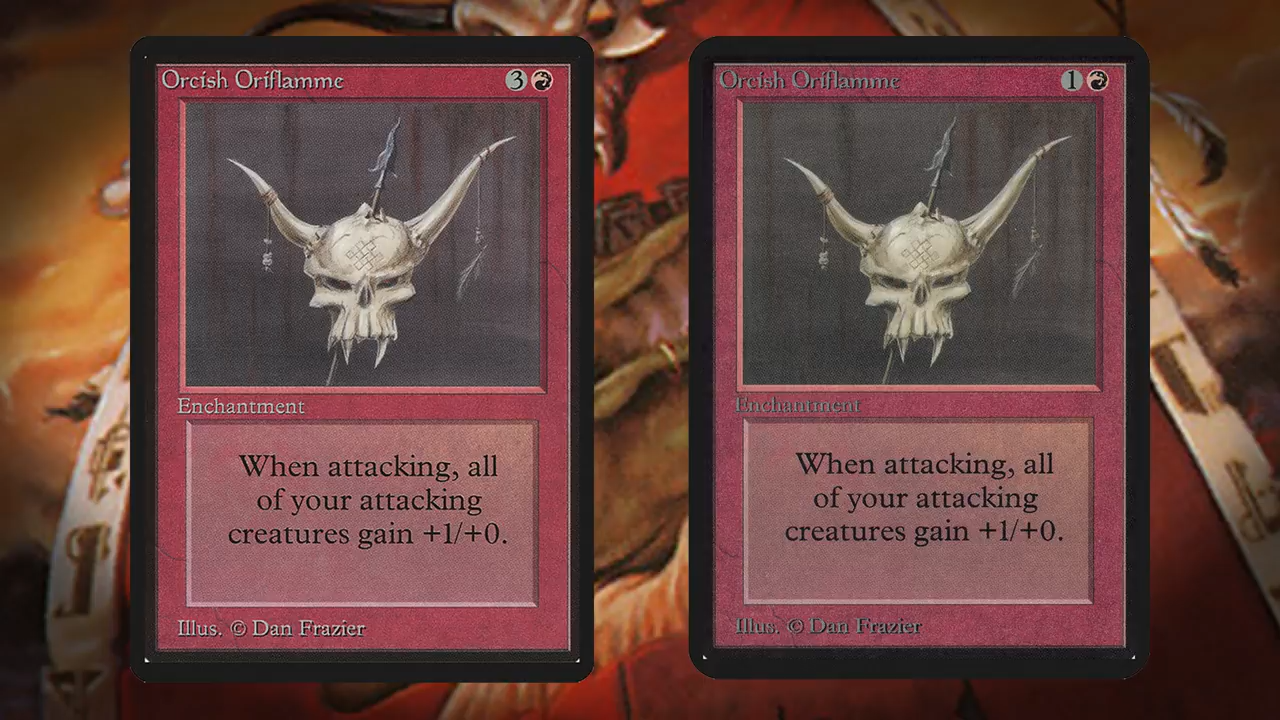 Orcish Oriflamme 3
Enchantment
When attacking, all
of your attacking
creatures gain +1/+0.
Illus. © Dan Frazier
Orcish Oriflamme 1
Enchantment
When attacking, all
of your attacking
creatures gain +1/+0.
Illus. © Dan Frazier